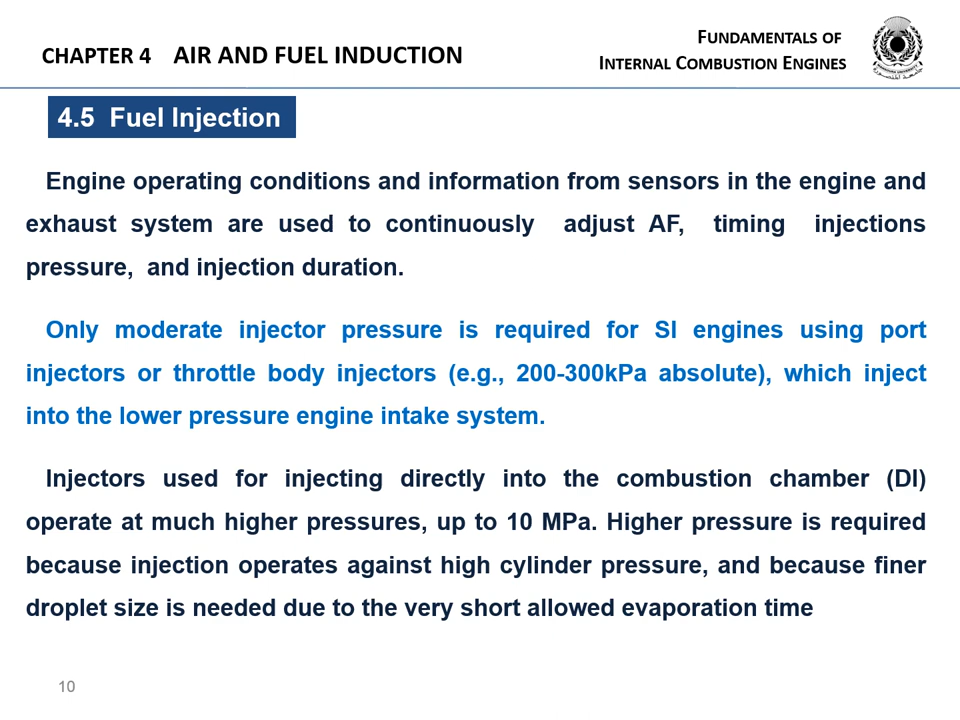 CHAPTER 4 AIR AND FUEL INDUCTION
FUNDAMENTALS OF
INTERNAL COMBUSTION ENGINES
4.5 Fuel Injection
Engine operating conditions and information from sensors in the engine and
exhaust system are used to continuously adjust AF, timing injections
pressure, and injection duration.
Only moderate injector pressure is required for SI engines using port
injectors or throttle body injectors (e.g., 200-300kPa absolute), which inject
into the lower pressure engine intake system.
Injectors used for injecting directly into the combustion chamber (DI)
operate at much higher pressures, up to 10 MPa. Higher pressure is required
because injection operates against high cylinder pressure, and because finer
droplet size is needed due to the very short allowed evaporation time
10